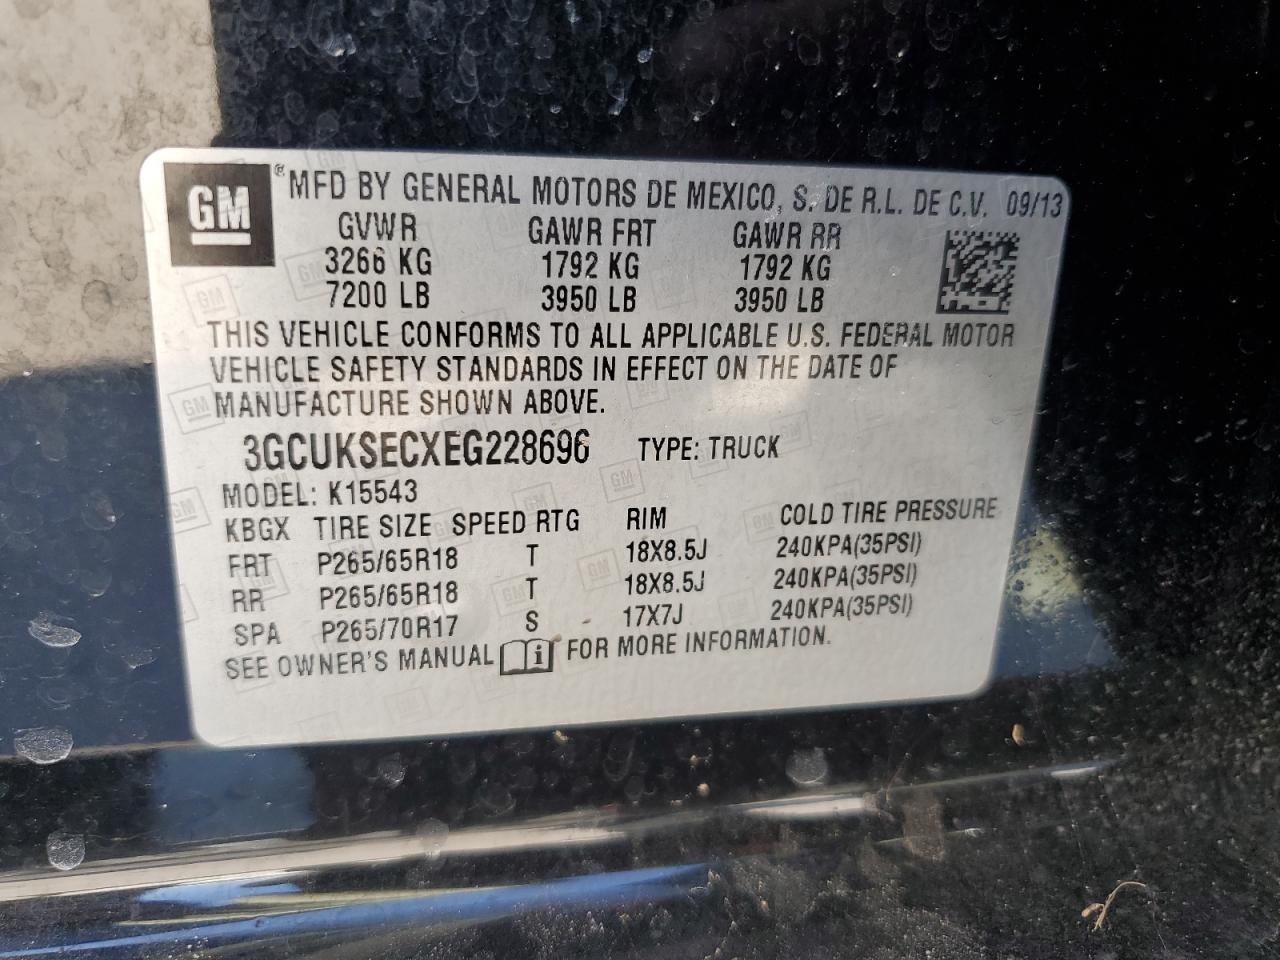 GM ® MFD BY GENERAL MOTORS DE MEXICO, S. DE R.L. DE C.V. 09/13
GVWR GAWR FRT GAWR RR
3266 KG 1792 KG 1792 KG
7200 LB 3950 LB 3950 LB
THIS VEHICLE CONFORMS TO ALL APPLICABLE U.S. FEDERAL MOTOR
VEHICLE SAFETY STANDARDS IN EFFECT ON THE DATE OF
MANUFACTURE SHOWN ABOVE.
3GCUKSECXEG228696 TYPE: TRUCK
MODEL: K15543
KBGX TIRE SIZE SPEED RTG RIM COLD TIRE PRESSURE
FRT P265/65R18 T 18X8.5J 240KPA(35PSI)
RR P265/65R18 T 18X8.5J 240KPA(35PSI)
SPA P265/70R17 S 17X7J 240KPA(35PSI)
SEE OWNER'S MANUAL i FOR MORE INFORMATION.